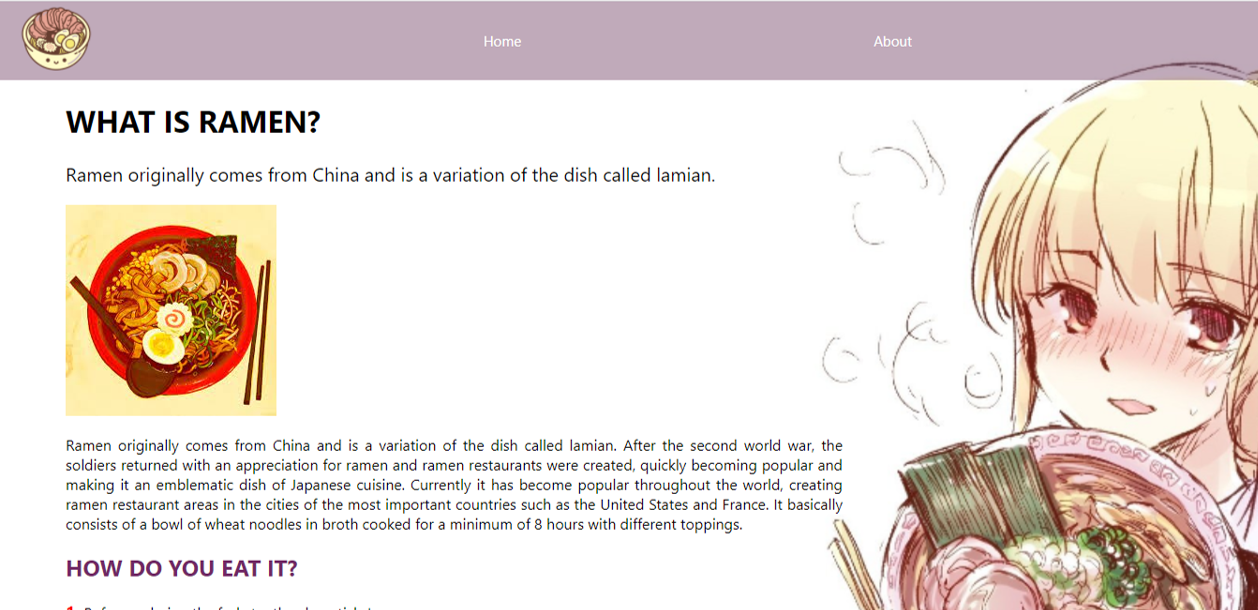 Home
About
WHAT IS RAMEN?
Ramen originally comes from China and is a variation of the dish called lamian.
Ramen originally comes from China and is a variation of the dish called lamian. After the second world war, the
soldiers returned with an appreciation for ramen and ramen restaurants were created, quickly becoming popular and
making it an emblematic dish of Japanese cuisine. Currently it has become popular throughout the world, creating
ramen restaurant areas in the cities of the most important countries such as the United States and France. It basically
consists of a bowl of wheat noodles in broth cooked for a minimum of 8 hours with different toppings.
HOW DO YOU EAT IT?